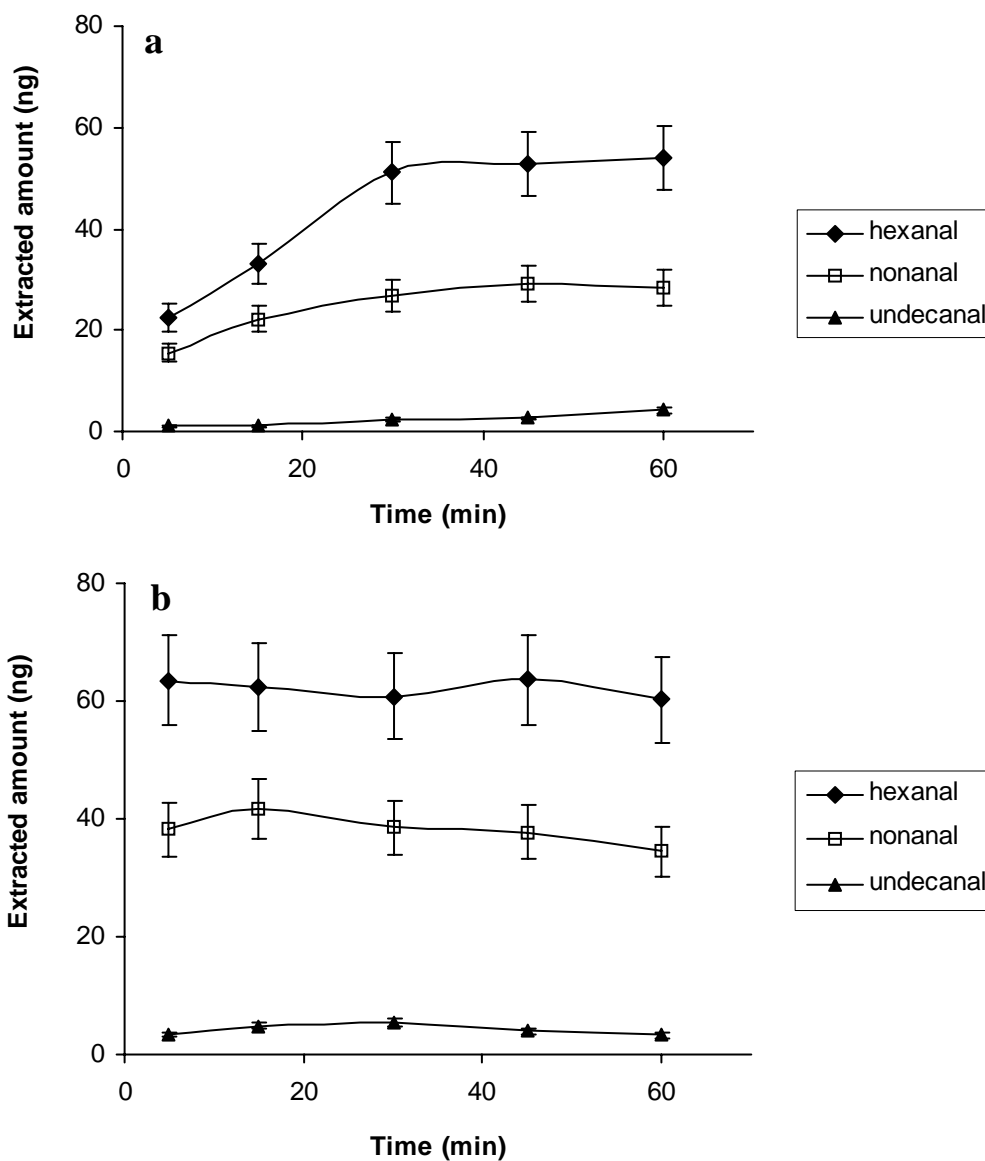 a
Extracted amount (ng)
80
60
40
20
0
0 20 40 60
Time (min)
hexanal
nonanal
undecanal
b
Extracted amount (ng)
80
60
40
20
0
0 20 40 60
Time (min)
hexanal
nonanal
undecanal